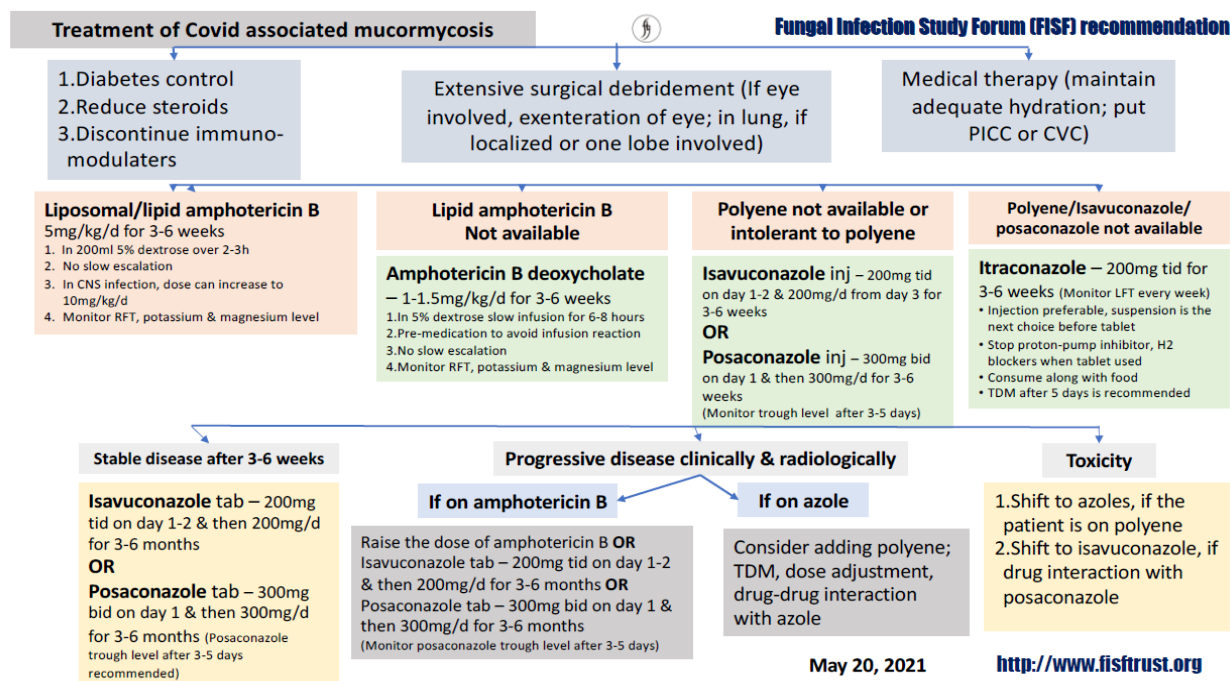 Treatment of Covid associated mucormycosis
Fungal Infection Study Forum (FISF) recommendation
1.Diabetes control
2.Reduce steroids
3.Discontinue immuno-
modulaters
Extensive surgical debridement (If eye
involved, exenteration of eye; in lung, if
localized or one lobe involved)
Medical therapy (maintain
adequate hydration; put
PICC or CVC)
Liposomal/lipid amphotericin B
5mg/kg/d for 3-6 weeks
1. In 200ml 5% dextrose over 2-3h
2. No slow escalation
3. In CNS infection, dose can increase to
10mg/kg/d
4. Monitor RFT, potassium & magnesium level
Lipid amphotericin B
Not available
Amphotericin B deoxycholate
– 1-1.5mg/kg/d for 3-6 weeks
1.In 5% dextrose slow infusion for 6-8 hours
2.Pre-medication to avoid infusion reaction
3.No slow escalation
4.Monitor RFT, potassium & magnesium level
Polyene not available or
intolerant to polyene
Isavuconazole inj – 200mg tid
on day 1-2 & 200mg/d from day 3 for
3-6 weeks
OR
Posaconazole inj – 300mg bid
on day 1 & then 300mg/d for 3-6
weeks
(Monitor trough level after 3-5 days)
Polyene/Isavuconazole/
posaconazole not available
Itraconazole – 200mg tid for
3-6 weeks (Monitor LFT every week)
• Injection preferable, suspension is the
next choice before tablet
• Stop proton-pump inhibitor, H2
blockers when tablet used
• Consume along with food
• TDM after 5 days is recommended
Stable disease after 3-6 weeks
Isavuconazole tab – 200mg
tid on day 1-2 & then 200mg/d
for 3-6 months
OR
Posaconazole tab – 300mg
bid on day 1 & then 300mg/d
for 3-6 months (Posaconazole
trough level after 3-5 days
recommended)
Progressive disease clinically & radiologically
If on amphotericin B
Raise the dose of amphotericin B OR
Isavuconazole tab – 200mg tid on day 1-2
& then 200mg/d for 3-6 months OR
Posaconazole tab – 300mg bid on day 1 &
then 300mg/d for 3-6 months
(Monitor posaconazole trough level after 3-5 days)
If on azole
Consider adding polyene;
TDM, dose adjustment,
drug-drug interaction
with azole
Toxicity
1.Shift to azoles, if the
patient is on polyene
2.Shift to isavuconazole, if
drug interaction with
posaconazole
May 20, 2021
http://www.fisftrust.org